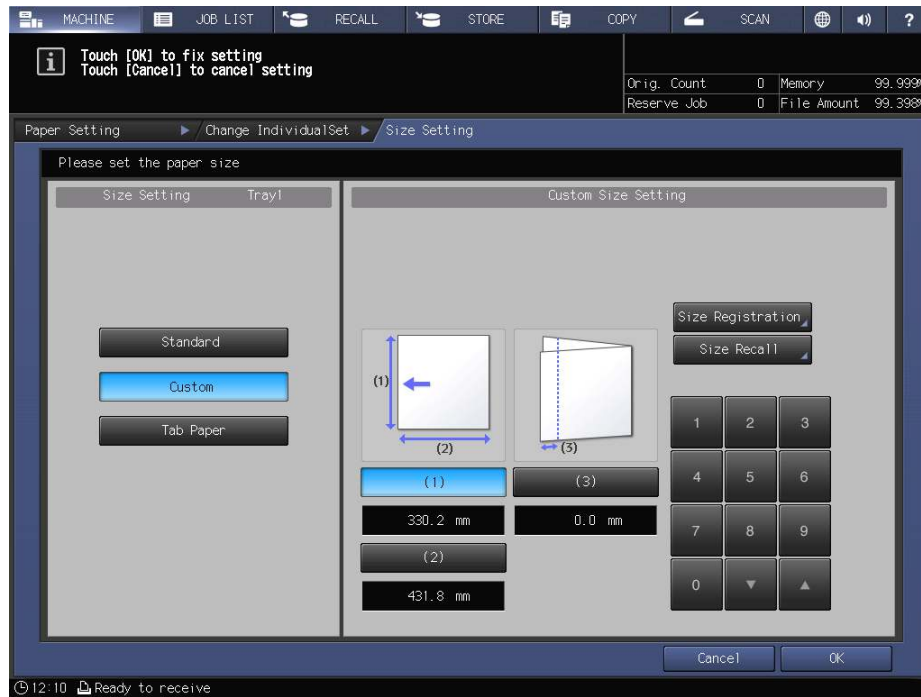 MACHINE JOB LIST RECALL STORE COPY SCAN ?
i Touch [OK] to fix setting
Touch [Cancel] to cancel setting
Orig. Count 0 Memory 99.999%
Reserve Job 0 File Amount 99.398%
Paper Setting Change IndividualSet Size Setting
Please set the paper size
Size Setting Tray1
Custom Size Setting
Standard
Custom
Tab Paper
(1)
(2)
(3)
Size Registration
Size Recall
(1)
330.2 mm
(2)
431.8 mm
(3)
0.0 mm
1 2 3
4 5 6
7 8 9
0 ▼ ▲
Cancel OK
12:10 Ready to receive